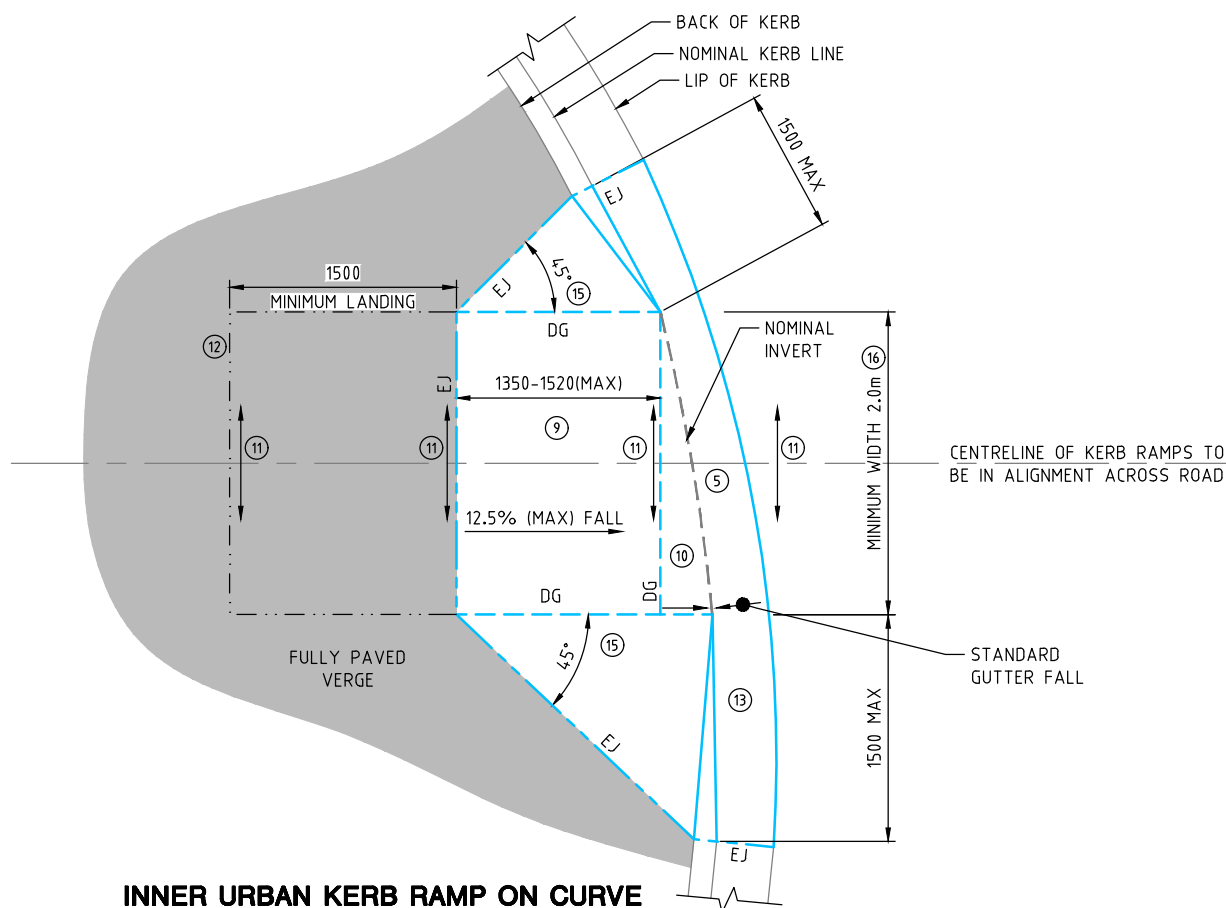 BACK OF KERB
NOMINAL KERB LINE
LIP OF KERB
1500 MAX
EJ
1500
MINIMUM LANDING
EJ
45°
15
DG
NOMINAL
INVERT
12
EJ
1350-1520(MAX)
9
MINIMUM WIDTH 2.0m 16
11
11
11
11
CENTRELINE OF KERB RAMPS TO
BE IN ALIGNMENT ACROSS ROAD
5
12.5% (MAX) FALL
10
DG
DG
45°
15
STANDARD
GUTTER FALL
FULLY PAVED
VERGE
13
1500 MAX
EJ
EJ
INNER URBAN KERB RAMP ON CURVE